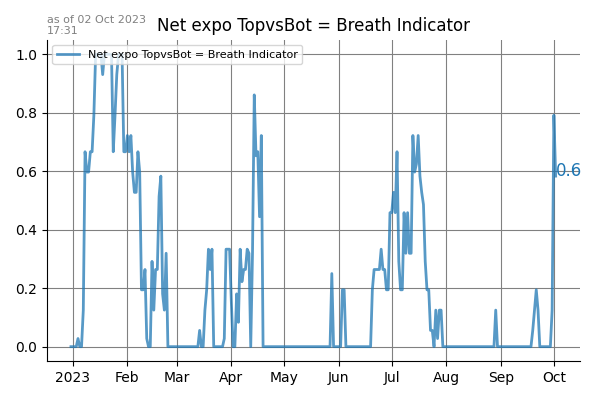 as of 02 Oct 2023
17:31
Net expo TopvsBot = Breath Indicator
Net expo TopvsBot = Breath Indicator
1.0
0.8
0.6
0.4
0.2
0.0
0.6
2023 Feb Mar Apr May Jun Jul Aug Sep Oct